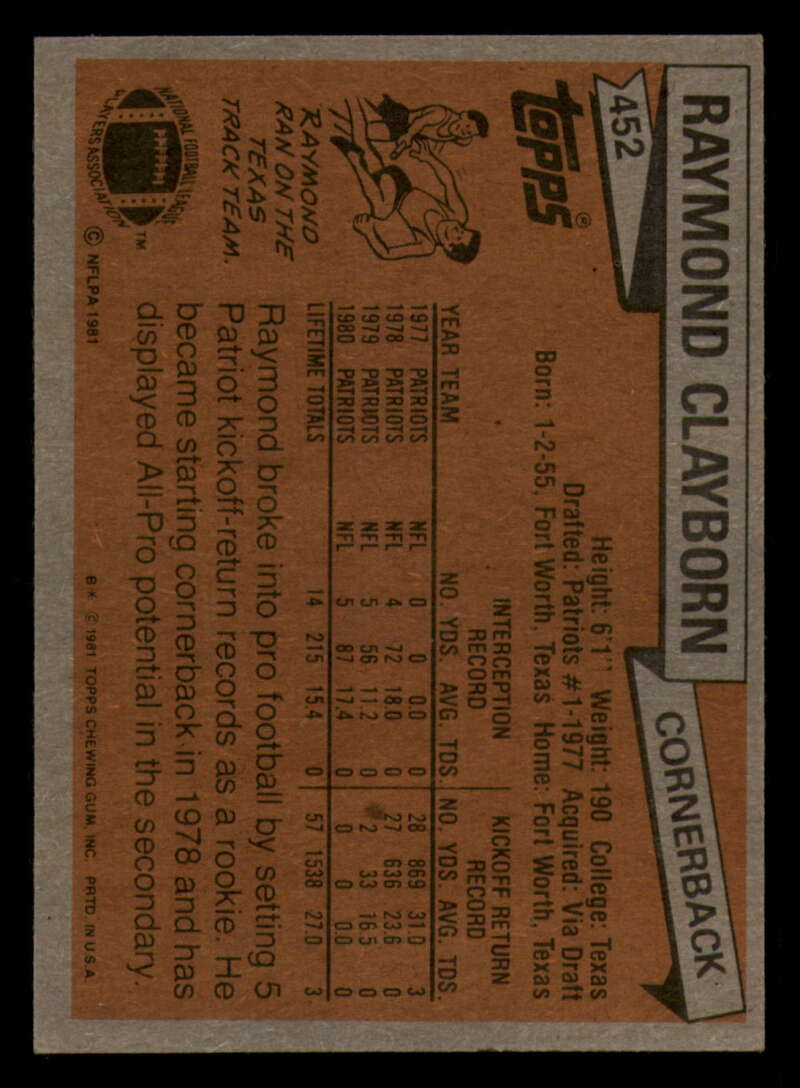 452
RAYMOND CLAYBORN
CORNERBACK
TOPPS®
Height: 6'1" Weight: 190 College: Texas
Drafted: Patriots #1-1977 Acquired: Via Draft
Born: 1-2-55, Fort Worth, Texas Home: Fort Worth, Texas
INTERCEPTION RECORD KICKOFF RETURN RECORD
YEAR TEAM NO. YDS. AVG. TDS. NO. YDS. AVG. TDS.
1977 PATRIOTS NFL 0 0 0.0 0 28 869 31.0 3
1978 PATRIOTS NFL 4 72 18.0 0 27 636 23.6 0
1979 PATRIOTS NFL 5 56 11.2 0 2 33 16.5 0
1980 PATRIOTS NFL 5 87 17.4 0 0 0 0.0 0
LIFETIME TOTALS 14 215 15.4 0 57 1538 27.0 3
RAYMOND
RAN ON THE
TEXAS
TRACK TEAM.
Raymond broke into pro football by setting 5
Patriot kickoff-return records as a rookie. He
became starting cornerback in 1978 and has
displayed All-Pro potential in the secondary.
NATIONAL FOOTBALL LEAGUE
PLAYERS ASSOCIATION
™
© NFLPA 1981
B* © 1981 TOPPS CHEWING GUM, INC. PRTD. IN U.S.A.